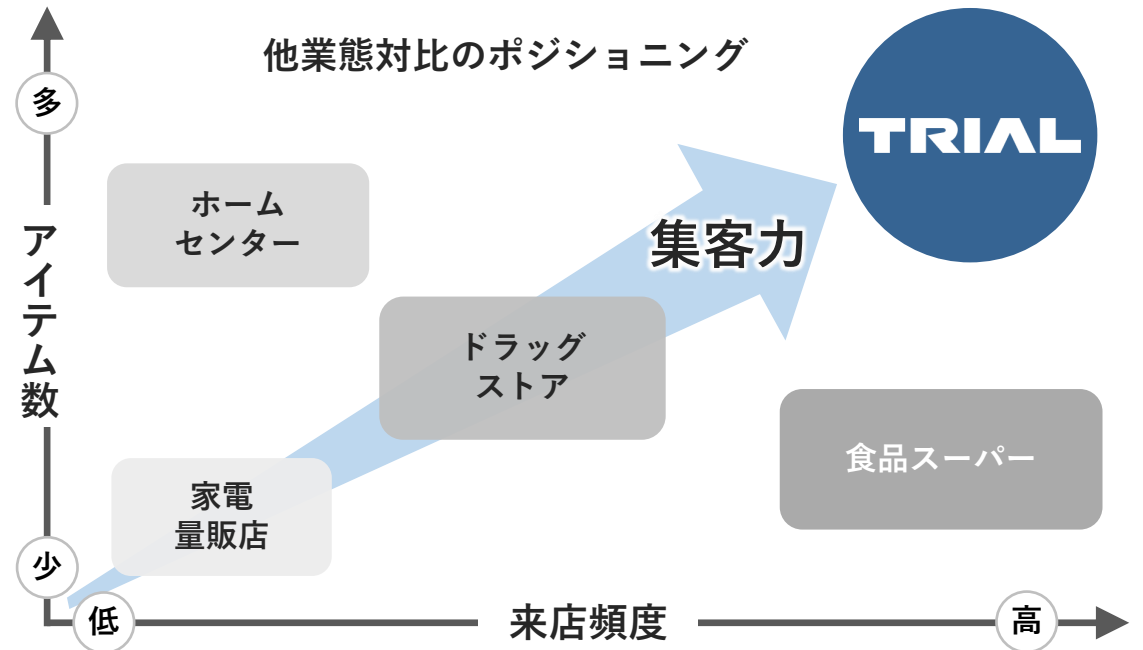 他業態対比のポジショニング
多
TRIAL
ホーム
センター
集客力
アイテム数
ドラッグ
ストア
食品スーパー
家電
量販店
少
低
来店頻度
高